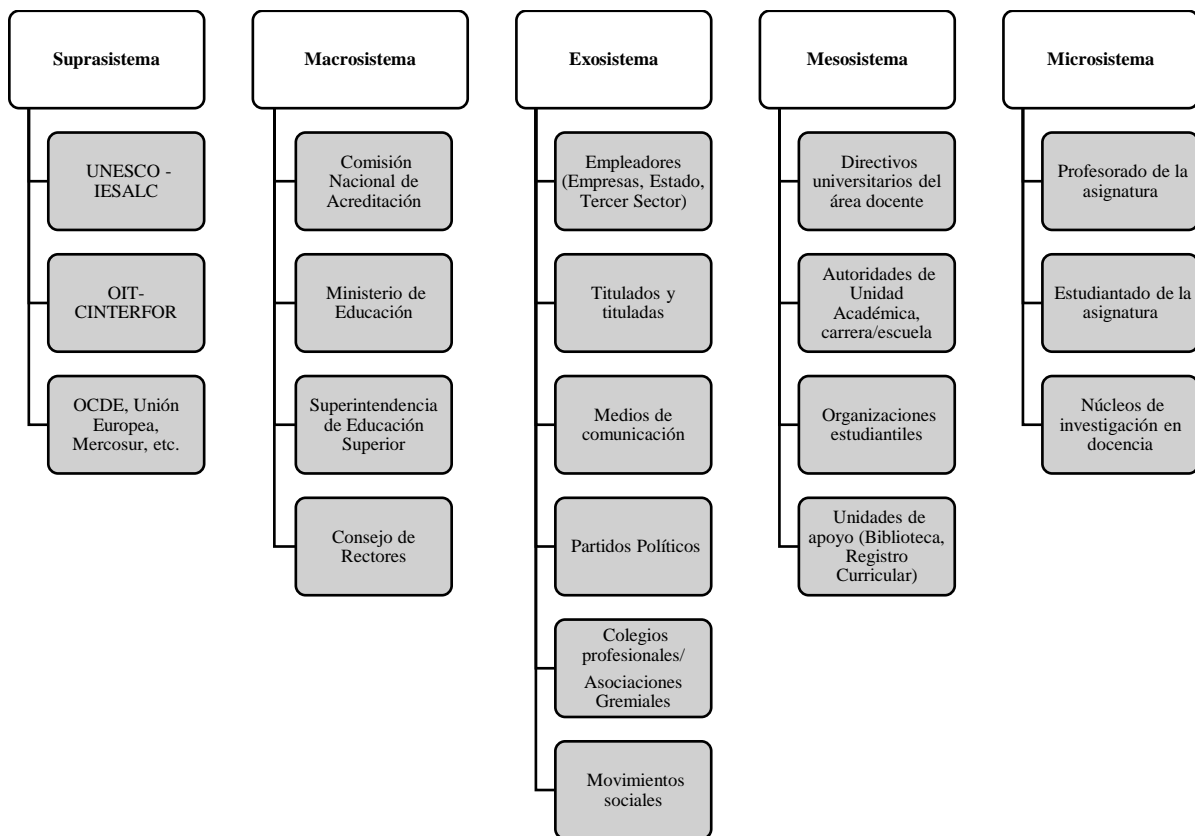 Suprasistema
UNESCO -
IESALC
OIT-
CINTERFOR
OCDE, Unión
Europea,
Mercosur, etc.
Macrosistema
Comisión
Nacional de
Acreditación
Ministerio de
Educación
Superintendencia
de Educación
Superior
Consejo de
Rectores
Exosistema
Empleadores
(Empresas, Estado,
Tercer Sector)
Titulados y
tituladas
Medios de
comunicación
Partidos Políticos
Colegios
profesionales/
Asociaciones
Gremiales
Movimientos
sociales
Mesosistema
Directivos
universitarios del
área docente
Autoridades de
Unidad
Académica,
carrera/escuela
Organizaciones
estudiantiles
Unidades de
apoyo (Biblioteca,
Registro
Curricular)
Microsistema
Profesorado de la
asignatura
Estudiantado de la
asignatura
Núcleos de
investigación en
docencia